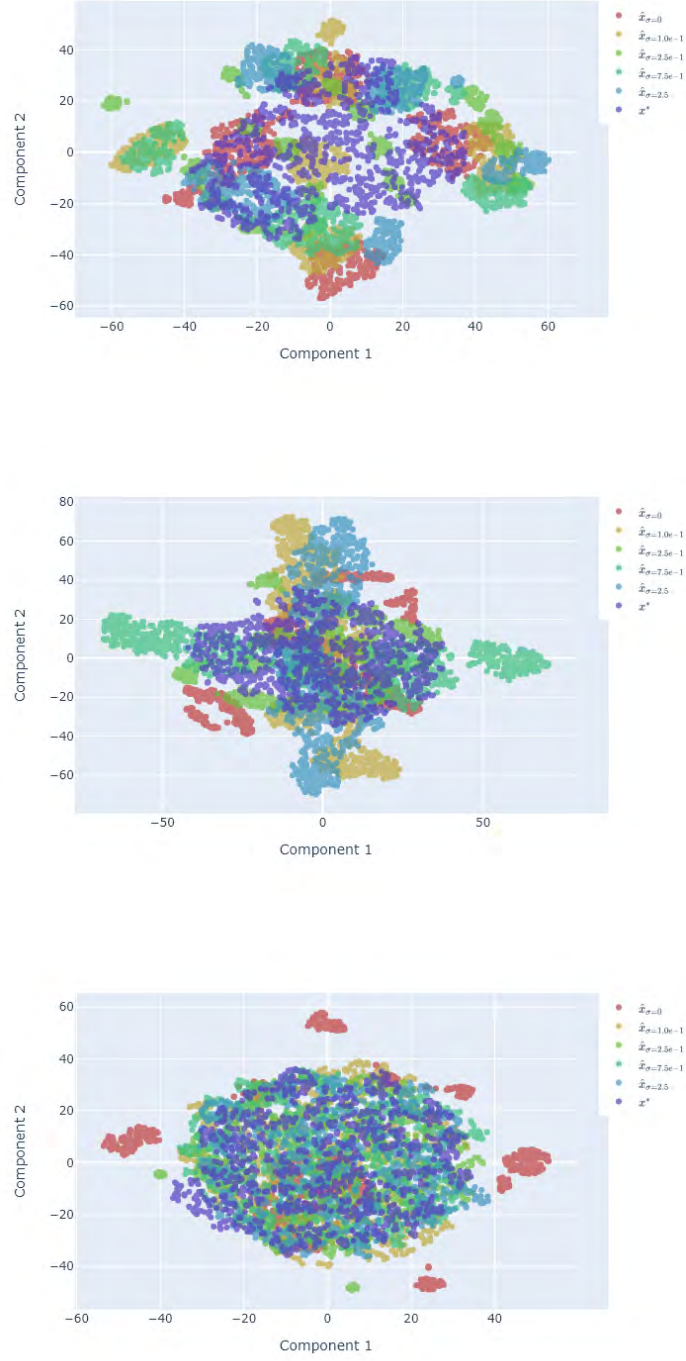 40
20
0
−20
−40
−60
Component 2
−60 −40 −20 0 20 40 60
Component 1
x̂σ=0
x̂σ=1.0e−1
x̂σ=2.5e−1
x̂σ=7.5e−1
x̂σ=2.5
x*
80
60
40
20
0
−20
−40
−60
Component 2
−50 0 50
Component 1
x̂σ=0
x̂σ=1.0e−1
x̂σ=2.5e−1
x̂σ=7.5e−1
x̂σ=2.5
x*
60
40
20
0
−20
−40
Component 2
−60 −40 −20 0 20 40
Component 1
x̂σ=0
x̂σ=1.0e−1
x̂σ=2.5e−1
x̂σ=7.5e−1
x̂σ=2.5
x*